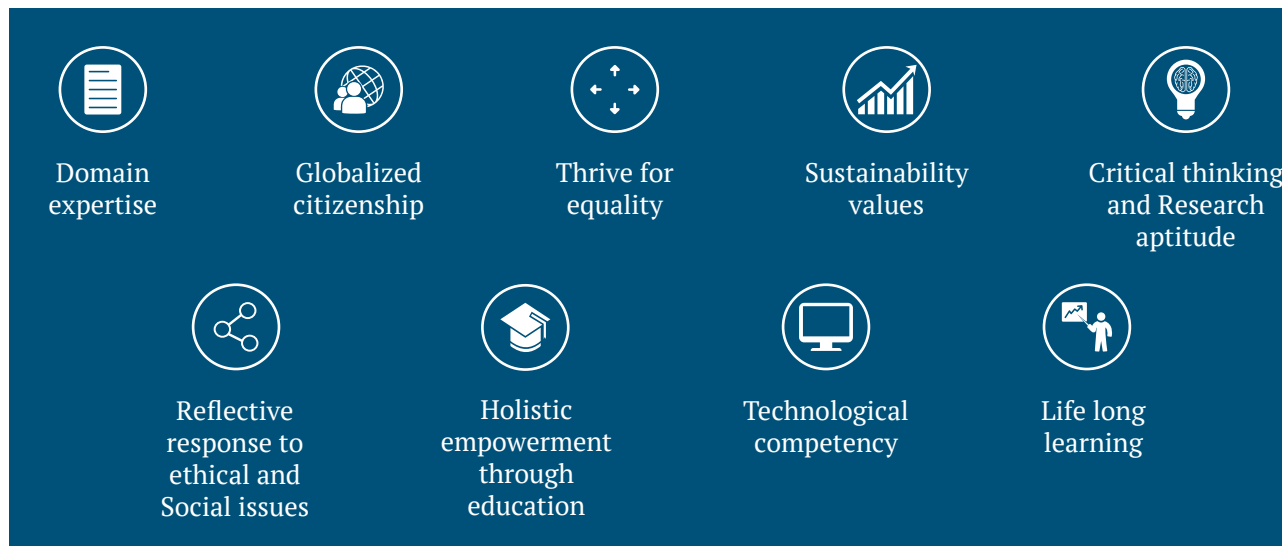 Domain
expertise
Globalized
citizenship
Thrive for
equality
Sustainability
values
Critical thinking
and Research
aptitude
Reflective
response to
ethical and
Social issues
Holistic
empowerment
through
education
Technological
competency
Life long
learning